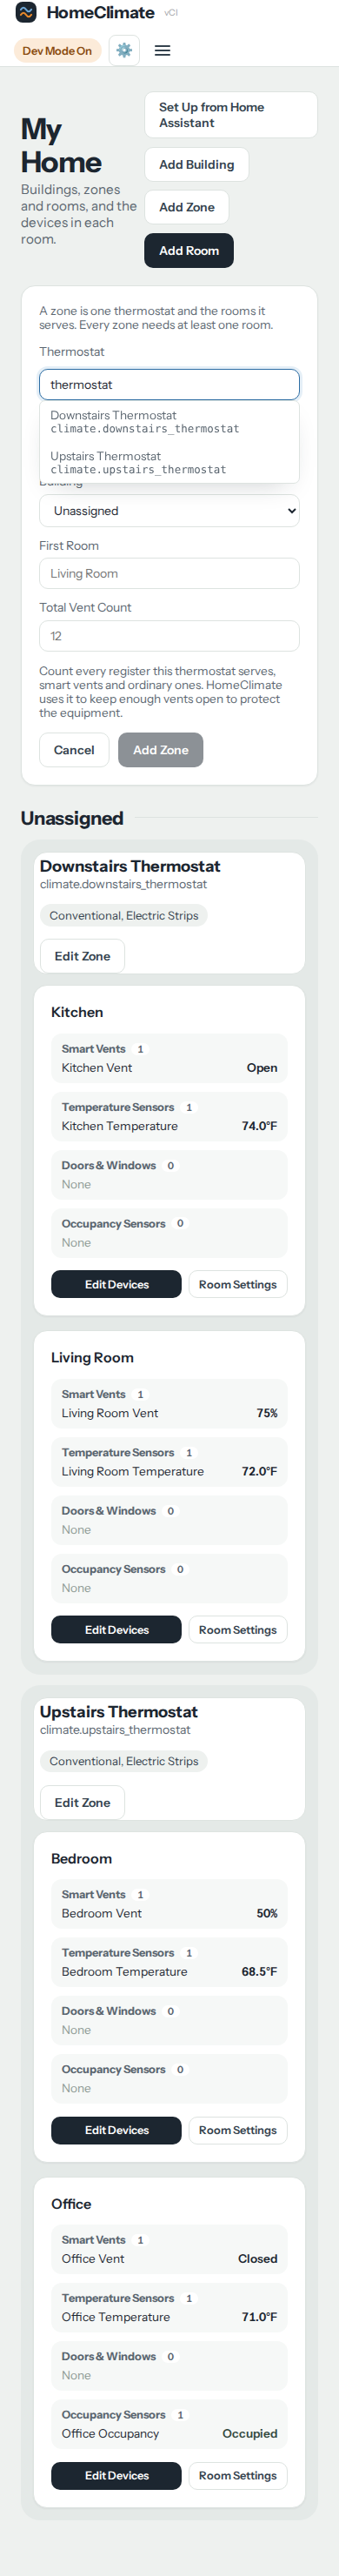 HomeClimate vCI
Dev Mode On
My
Home
Buildings, zones
and rooms, and the
devices in each
room.
Set Up from Home
Assistant
Add Building
Add Zone
Add Room
A zone is one thermostat and the rooms it
serves. Every zone needs at least one room.
Thermostat
thermostat
Downstairs Thermostat
climate.downstairs_thermostat
Upstairs Thermostat
climate.upstairs_thermostat
Building
Unassigned
First Room
Living Room
Total Vent Count
12
Count every register this thermostat serves,
smart vents and ordinary ones. HomeClimate
uses it to keep enough vents open to protect
the equipment.
Cancel
Add Zone
Unassigned
Downstairs Thermostat
climate.downstairs_thermostat
Conventional, Electric Strips
Edit Zone
Kitchen
Smart Vents 1
Kitchen Vent Open
Temperature Sensors 1
Kitchen Temperature 74.0°F
Doors & Windows 0
None
Occupancy Sensors 0
None
Edit Devices Room Settings
Living Room
Smart Vents 1
Living Room Vent 75%
Temperature Sensors 1
Living Room Temperature 72.0°F
Doors & Windows 0
None
Occupancy Sensors 0
None
Edit Devices Room Settings
Upstairs Thermostat
climate.upstairs_thermostat
Conventional, Electric Strips
Edit Zone
Bedroom
Smart Vents 1
Bedroom Vent 50%
Temperature Sensors 1
Bedroom Temperature 68.5°F
Doors & Windows 0
None
Occupancy Sensors 0
None
Edit Devices Room Settings
Office
Smart Vents 1
Office Vent Closed
Temperature Sensors 1
Office Temperature 71.0°F
Doors & Windows 0
None
Occupancy Sensors 1
Office Occupancy Occupied
Edit Devices Room Settings